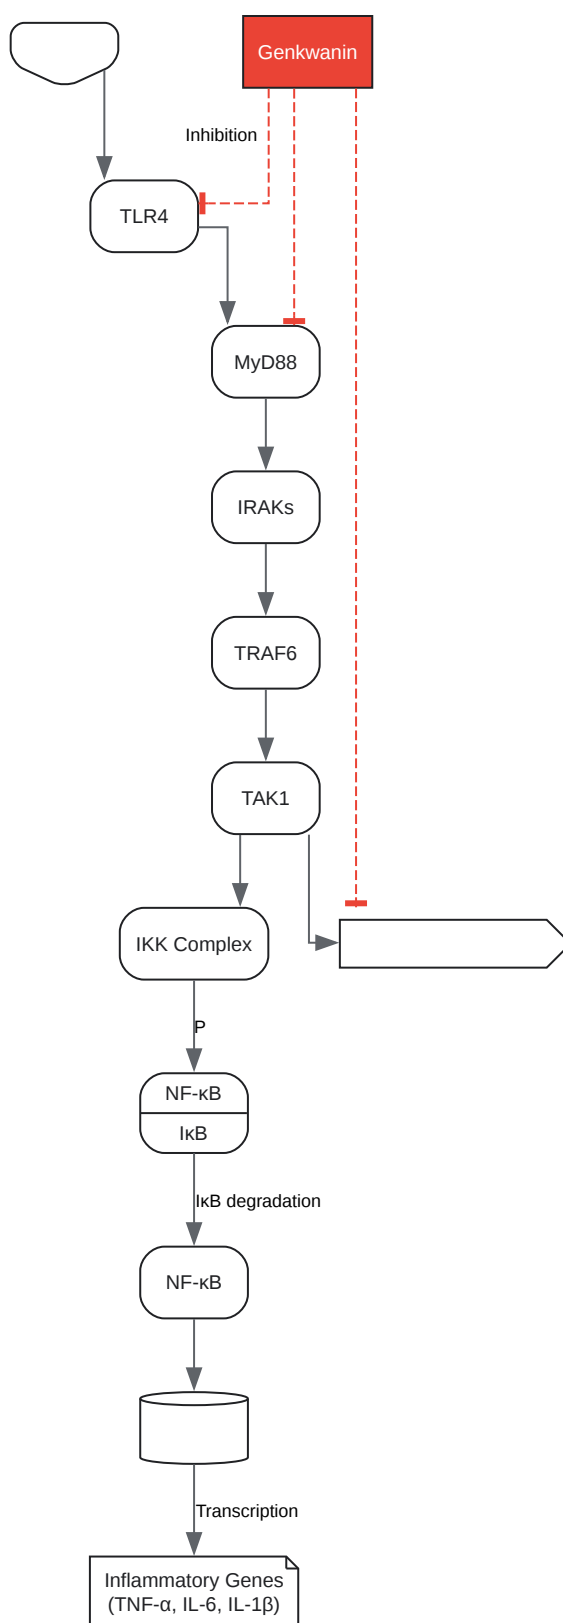 Genkwanin
Inhibition
TLR4
MyD88
IRAKs
TRAF6
TAK1
IKK Complex
P
NF-κB
IκB
IκB degradation
NF-κB
Transcription
Inflammatory Genes
(TNF-α, IL-6, IL-1β)